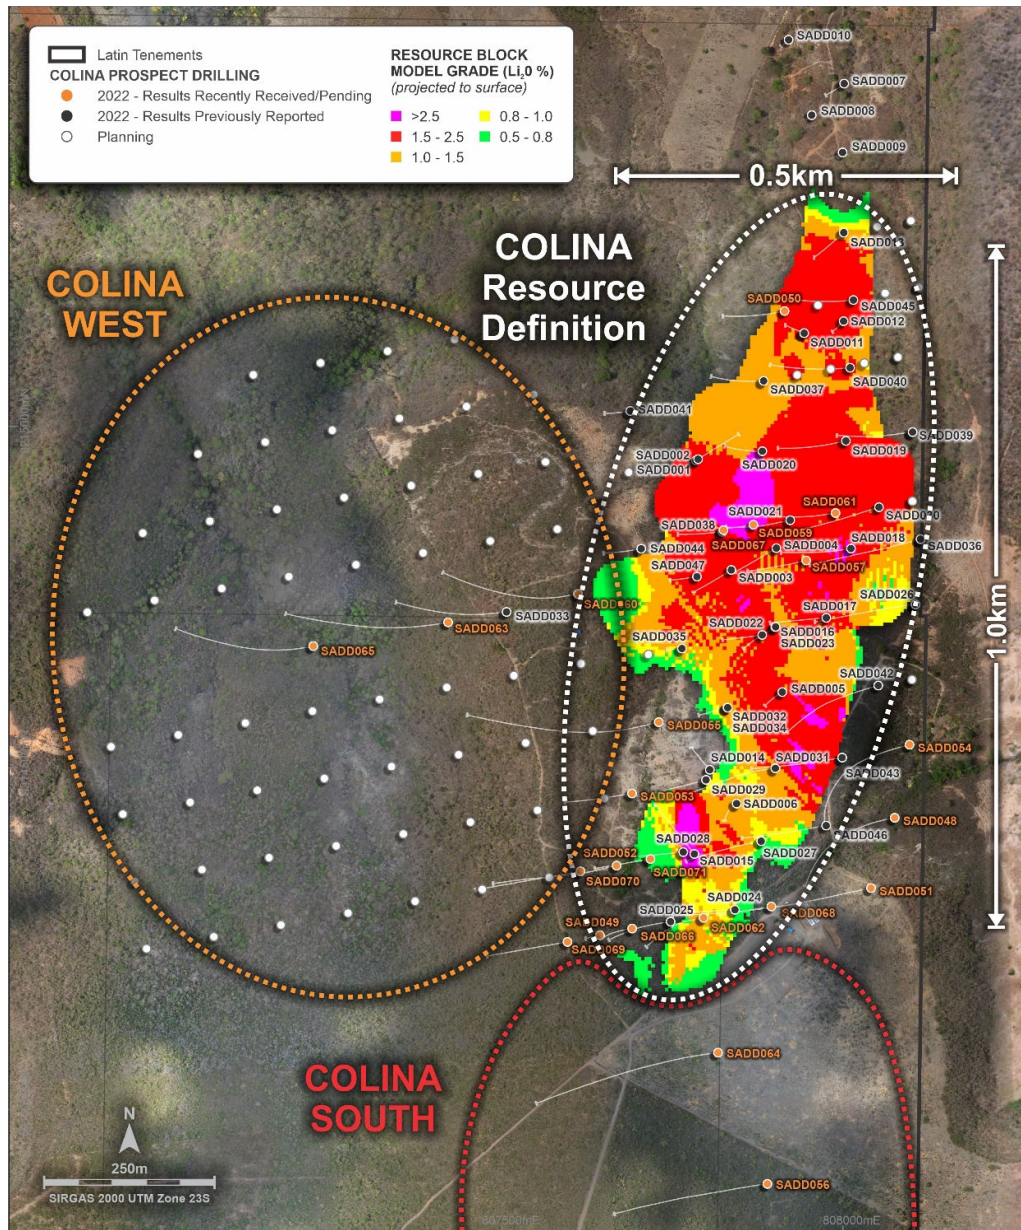 Latin Tenements
COLINA PROSPECT DRILLING
2022 - Results Recently Received/Pending
2022 - Results Previously Reported
Planning
RESOURCE BLOCK
MODEL GRADE (Li₂0 %)
(projected to surface)
>2.5
1.5 - 2.5
1.0 - 1.5
0.8 - 1.0
0.5 - 0.8
SADD010
SADD007
SADD008
SADD009
0.5km
SADD013
COLINA
Resource
Definition
COLINA
WEST
1.0km
SADD050
SADD045
SADD012
SADD011
SADD040
SADD037
SADD041
SADD039
SADD002
SADD001
SADD019
SADD020
SADD061
SADD021
SADD038
SADD059
SADD067
SADD004
SADD018
SADD036
SADD044
SADD057
SADD047
SADD003
SADD026
SADD060
SADD033
SADD017
SADD063
SADD022
SADD016
SADD023
SADD035
SADD065
SADD042
SADD005
SADD032
SADD034
SADD055
SADD054
SADD014
SADD031
SADD043
SADD029
SADD053
SADD006
SADD048
SADD046
SADD028
SADD027
SADD052
SADD015
SADD071
SADD070
SADD051
SADD024
SADD068
SADD025
SADD049
SADD062
SADD066
SADD069
SADD064
COLINA
SOUTH
N
250m
SIRGAS 2000 UTM Zone 23S
SADD056
807500mE
808000mE